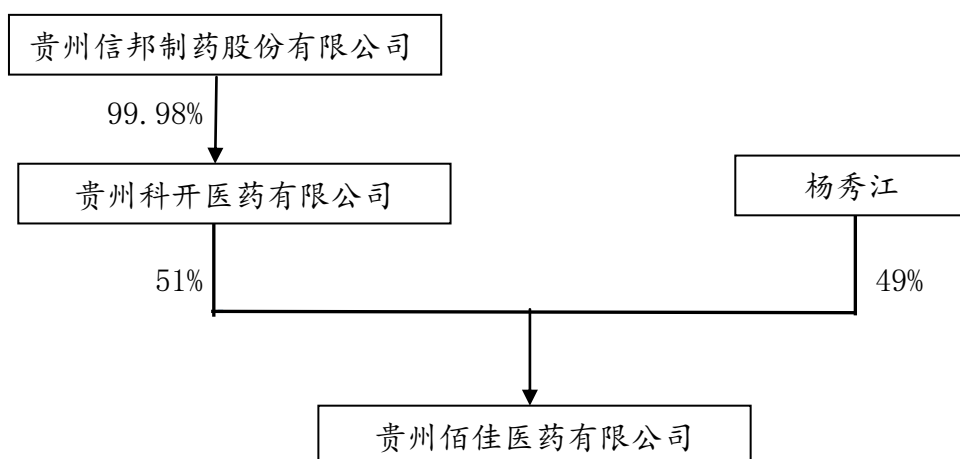 贵州信邦制药股份有限公司
99.98%
贵州科开医药有限公司
杨秀江
51%
49%
贵州佰佳医药有限公司